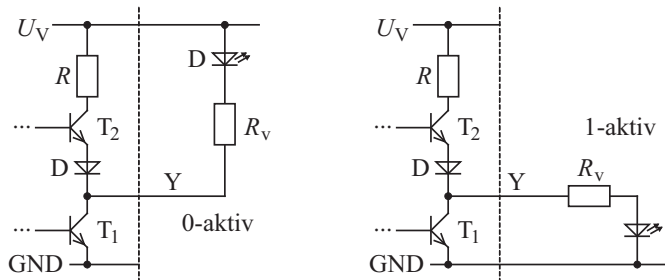 U_V
D
R
...
T_2
R_v
D
Y
...
T_1
0-aktiv
GND
U_V
R
...
T_2
1-aktiv
D
Y
R_v
...
T_1
GND